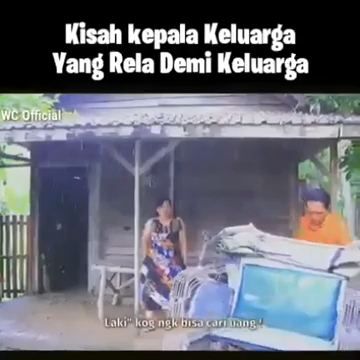 Kisah kepala Keluarga
Yang Rela Demi Keluarga
WC Official
Laki" kog ngk bisa cari uang !